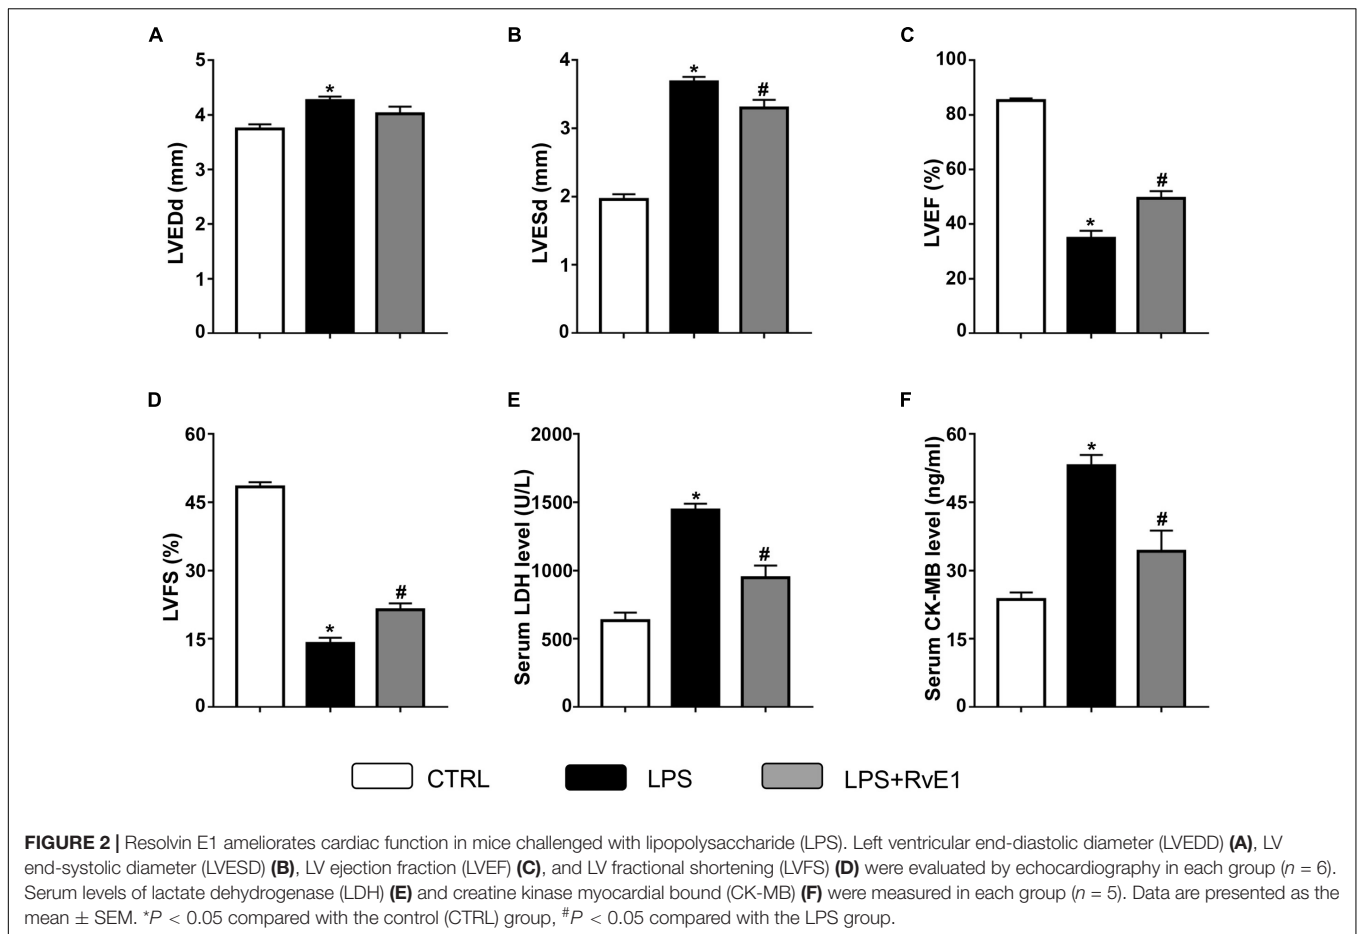 A
B
C
5
4
3
2
1
0
LVEDd (mm)
*
4
3
2
1
0
LVESd (mm)
*
#
100
80
60
40
20
0
LVEF (%)
*
#
D
E
F
60
45
30
15
0
LVFS (%)
*
#
2000
1500
1000
500
0
Serum LDH level (U/L)
*
#
60
45
30
15
0
Serum CK-MB level (ng/ml)
*
#
CTRL
LPS
LPS+RvE1
FIGURE 2 | Resolvin E1 ameliorates cardiac function in mice challenged with lipopolysaccharide (LPS). Left ventricular end-diastolic diameter (LVEDD) (A), LV
end-systolic diameter (LVESD) (B), LV ejection fraction (LVEF) (C), and LV fractional shortening (LVFS) (D) were evaluated by echocardiography in each group (n = 6).
Serum levels of lactate dehydrogenase (LDH) (E) and creatine kinase myocardial bound (CK-MB) (F) were measured in each group (n = 5). Data are presented as the
mean ± SEM. *P < 0.05 compared with the control (CTRL) group, #P < 0.05 compared with the LPS group.